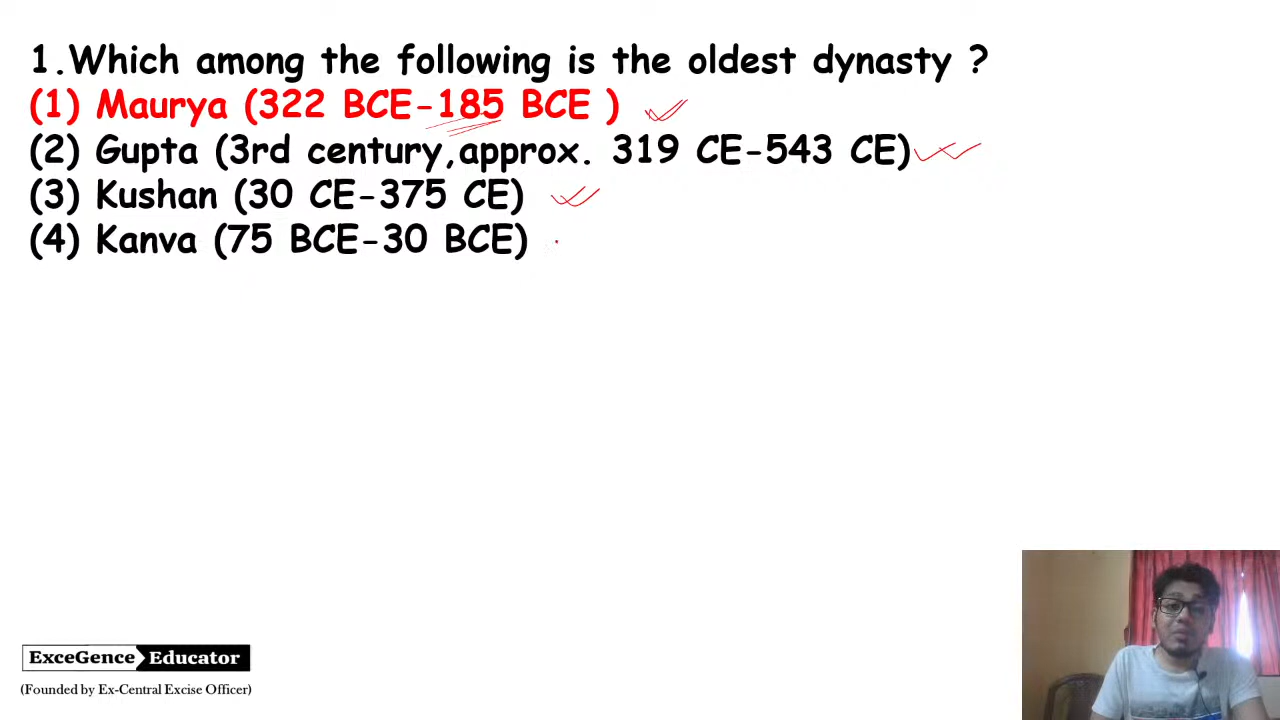 1.Which among the following is the oldest dynasty ?
(1) Maurya (322 BCE-185 BCE )
(2) Gupta (3rd century,approx. 319 CE-543 CE)
(3) Kushan (30 CE-375 CE)
(4) Kanva (75 BCE-30 BCE)
ExceGence Educator
(Founded by Ex-Central Excise Officer)